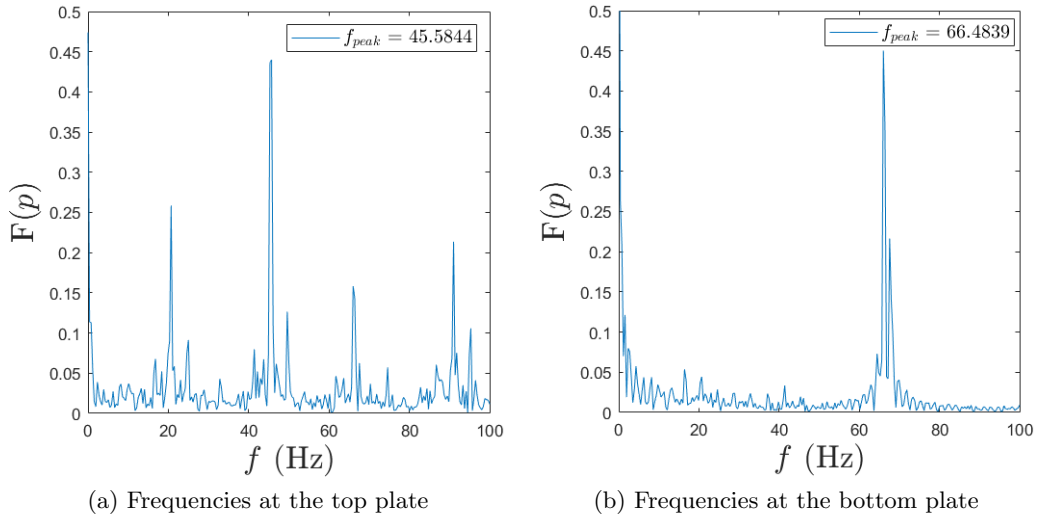 0.5
0.45
0.4
0.35
0.3
0.25
0.2
0.15
0.1
0.05
0
F(p)
f_peak = 45.5844
0 20 40 60 80 100
f (Hz)
(a) Frequencies at the top plate
0.5
0.45
0.4
0.35
0.3
0.25
0.2
0.15
0.1
0.05
0
F(p)
f_peak = 66.4839
0 20 40 60 80 100
f (Hz)
(b) Frequencies at the bottom plate